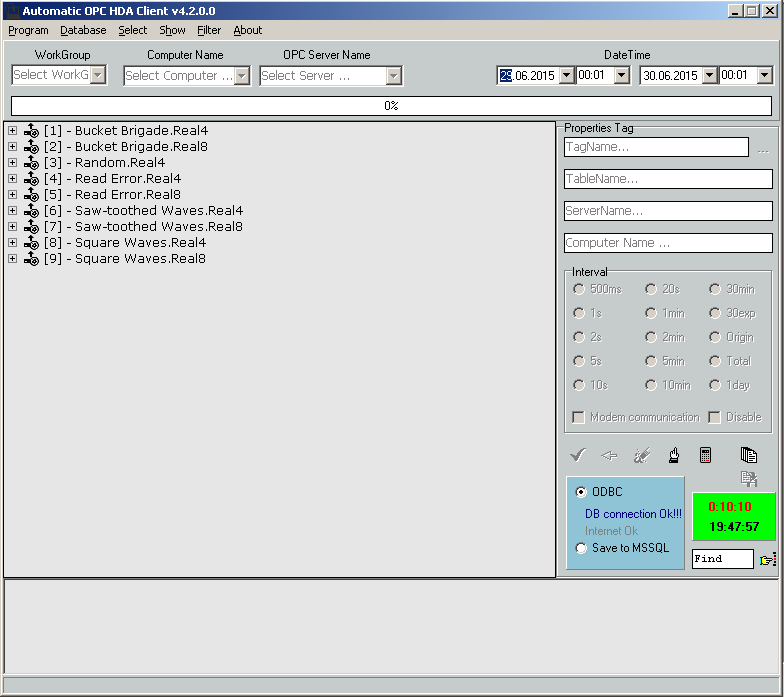 Automatic OPC HDA Client v4.2.0.0
Program Database Select Show Filter About
WorkGroup Computer Name OPC Server Name DateTime
Select WorkG Select Computer ... Select Server ... 29.06.2015 00:01 30.06.2015 00:01
0%
[1] - Bucket Brigade.Real4
[2] - Bucket Brigade.Real8
[3] - Random.Real4
[4] - Read Error.Real4
[5] - Read Error.Real8
[6] - Saw-toothed Waves.Real4
[7] - Saw-toothed Waves.Real8
[8] - Square Waves.Real4
[9] - Square Waves.Real8
Properties Tag
TagName... ...
TableName...
ServerName...
Computer Name ...
Interval
500ms 20s 30min
1s 1min 30exp
2s 2min Origin
5s 5min Total
10s 10min 1day
Modem communication Disable
ODBC
DB connection Ok!!!
Internet Ok
Save to MSSQL
0:10:10
19:47:57
Find